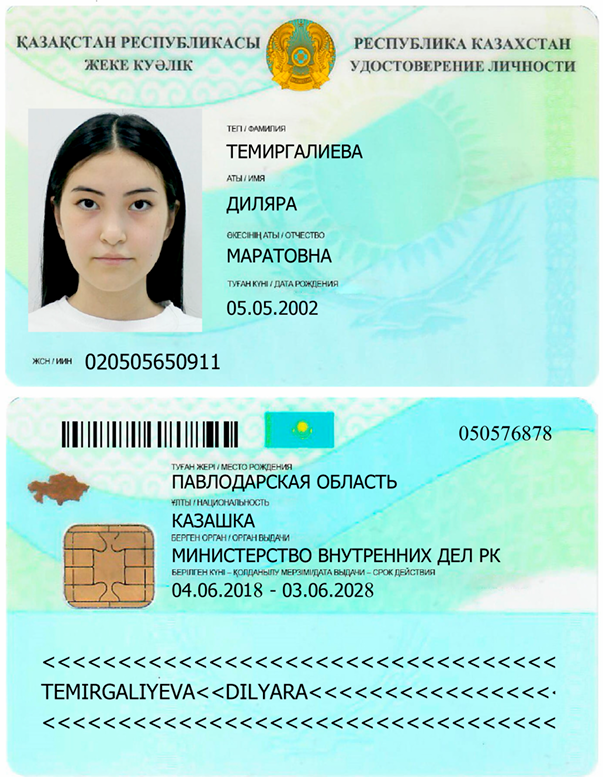 ҚАЗАҚСТАН РЕСПУБЛИКАСЫ
ЖЕКЕ КУӘЛІК
РЕСПУБЛИКА КАЗАХСТАН
УДОСТОВЕРЕНИЕ ЛИЧНОСТИ
ТЕГІ / ФАМИЛИЯ
ТЕМИРГАЛИЕВА
АТЫ / ИМЯ
ДИЛЯРА
ӘКЕСІНІҢ АТЫ / ОТЧЕСТВО
МАРАТОВНА
ТУҒАН КҮНІ / ДАТА РОЖДЕНИЯ
05.05.2002
ЖСН / ИИН 020505650911
050576878
ТУҒАН ЖЕРІ / МЕСТО РОЖДЕНИЯ
ПАВЛОДАРСКАЯ ОБЛАСТЬ
ҰЛТЫ / НАЦИОНАЛЬНОСТЬ
КАЗАШКА
БЕРГЕН ОРГАН / ОРГАН ВЫДАЧИ
МИНИСТЕРСТВО ВНУТРЕННИХ ДЕЛ РК
БЕРІЛГЕН КҮНІ – ҚОЛДАНЫЛУ МЕРЗІМІ/ДАТА ВЫДАЧИ – СРОК ДЕЙСТВИЯ
04.06.2018 - 03.06.2028
<<<<<<<<<<<<<<<<<<<<<<<<<<<<<<<<<<
TEMIRGALIYEVA<<DILYARA<<<<<<<<<<<<<<<<
<<<<<<<<<<<<<<<<<<<<<<<<<<<<<<<<<<